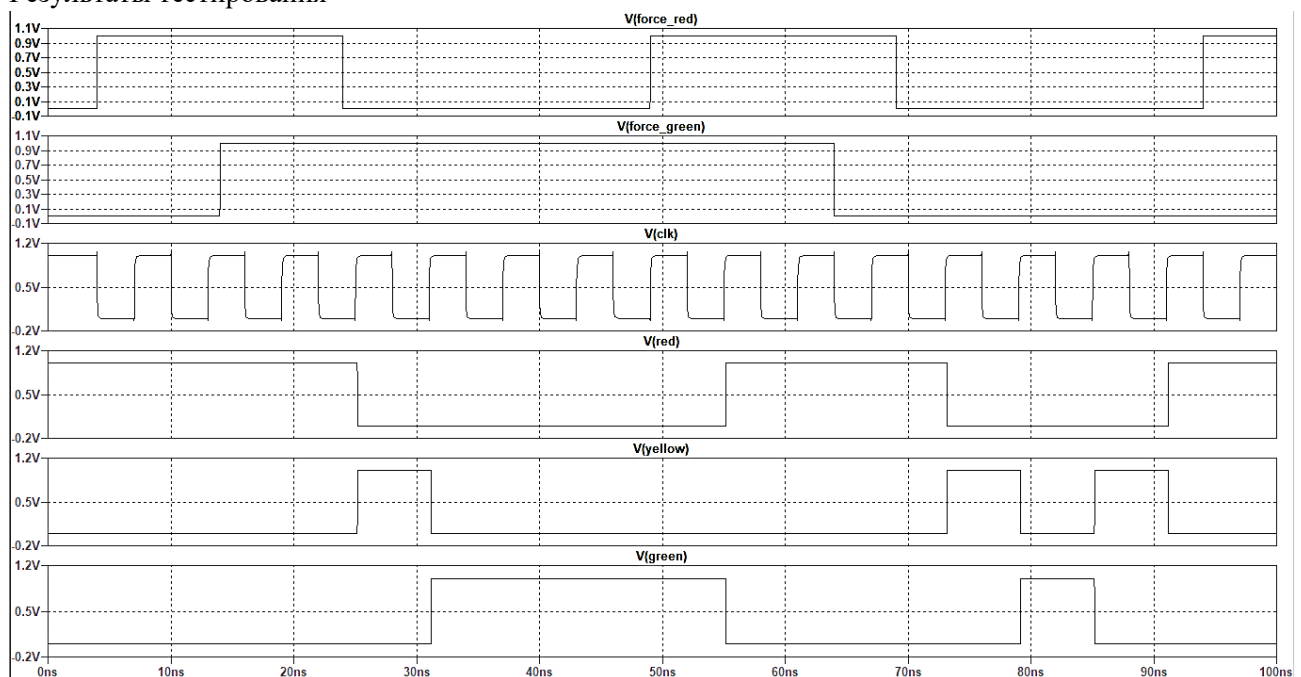 Результаты тестирования
V(force_red)
1.1V
0.9V
0.7V
0.5V
0.3V
0.1V
-0.1V
V(force_green)
1.1V
0.9V
0.7V
0.5V
0.3V
0.1V
-0.1V
V(clk)
1.2V
0.5V
-0.2V
V(red)
1.2V
0.5V
-0.2V
V(yellow)
1.2V
0.5V
-0.2V
V(green)
1.2V
0.5V
-0.2V
0ns 10ns 20ns 30ns 40ns 50ns 60ns 70ns 80ns 90ns 100ns